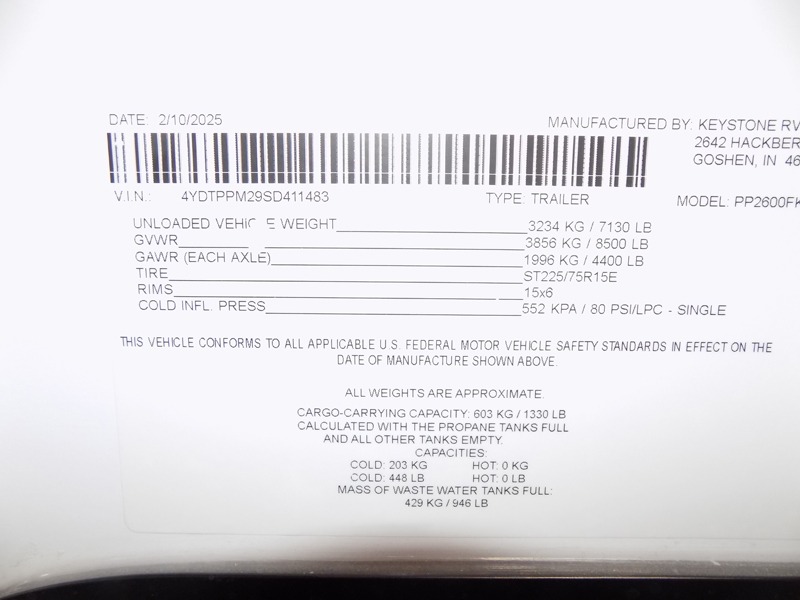 DATE: 2/10/2025
MANUFACTURED BY: KEYSTONE RV
2642 HACKBER
GOSHEN, IN 46
V.I.N.: 4YDTPPM29SD411483 TYPE: TRAILER MODEL: PP2600FK
UNLOADED VEHIC E WEIGHT 3234 KG / 7130 LB
GVWR 3856 KG / 8500 LB
GAWR (EACH AXLE) 1996 KG / 4400 LB
TIRE ST225/75R15E
RIMS 15x6
COLD INFL. PRESS 552 KPA / 80 PSI/LPC - SINGLE
THIS VEHICLE CONFORMS TO ALL APPLICABLE U.S. FEDERAL MOTOR VEHICLE SAFETY STANDARDS IN EFFECT ON THE
DATE OF MANUFACTURE SHOWN ABOVE.
ALL WEIGHTS ARE APPROXIMATE.
CARGO-CARRYING CAPACITY: 603 KG / 1330 LB
CALCULATED WITH THE PROPANE TANKS FULL
AND ALL OTHER TANKS EMPTY.
CAPACITIES:
COLD: 203 KG HOT: 0 KG
COLD: 448 LB HOT: 0 LB
MASS OF WASTE WATER TANKS FULL:
429 KG / 946 LB